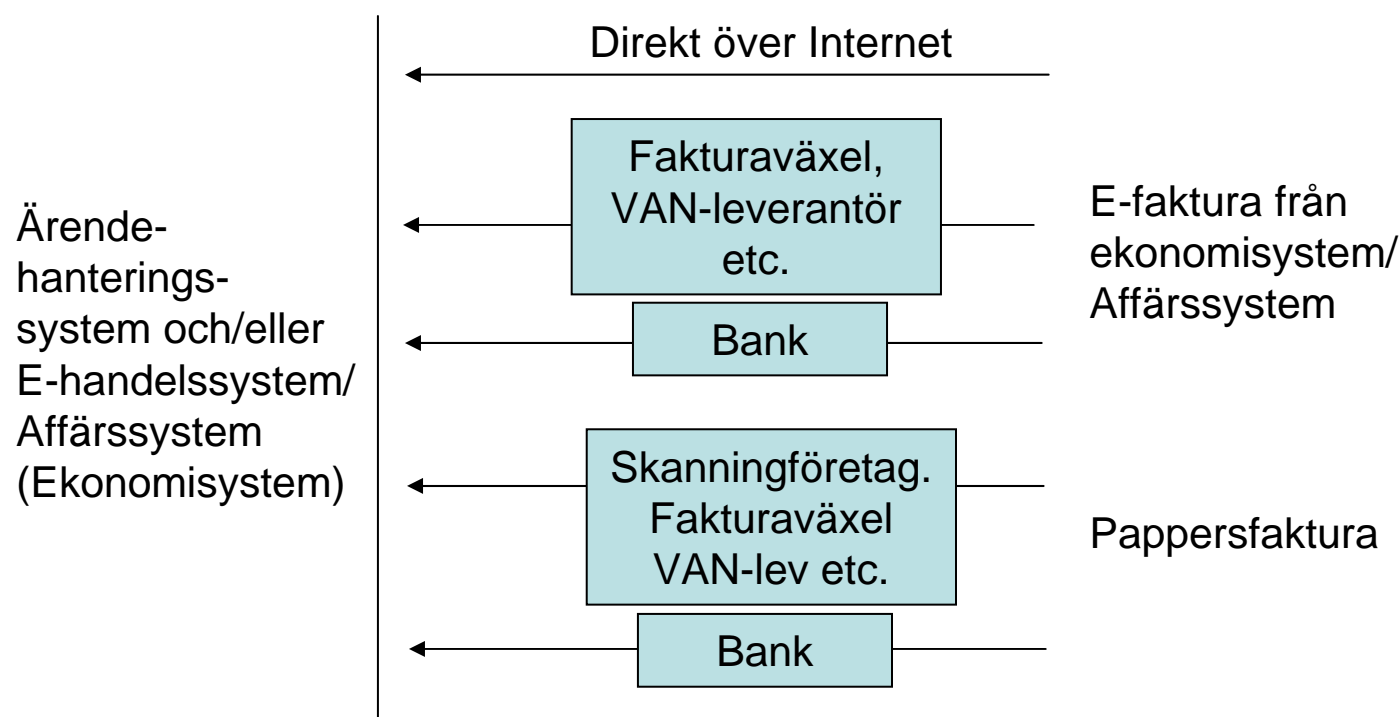 Direkt över Internet
Fakturaväxel,
VAN-leverantör
etc.
Bank
E-faktura från
ekonomisystem/
Affärssystem
Ärende-
hanterings-
system och/eller
E-handelssystem/
Affärssystem
(Ekonomisystem)
Skanningföretag.
Fakturaväxel
VAN-lev etc.
Bank
Pappersfaktura